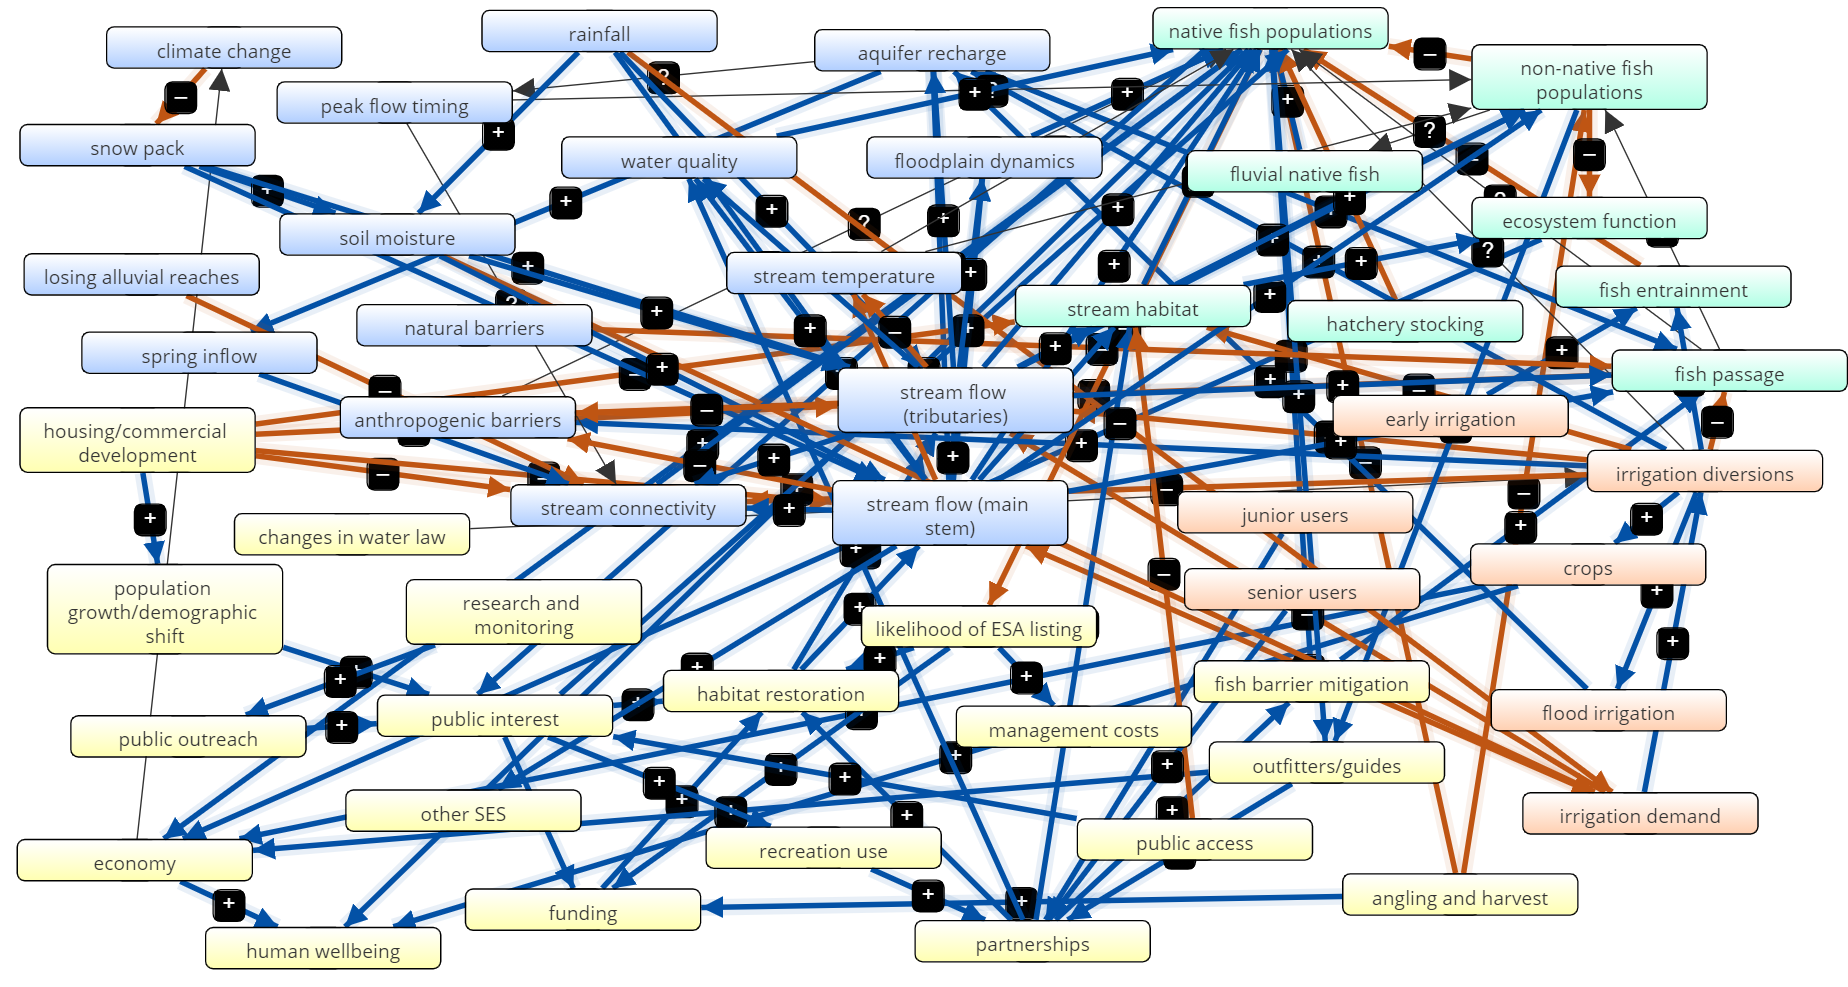 native fish populations
rainfall
climate change
aquifer recharge
non-native fish
populations
peak flow timing
snow pack
water quality
floodplain dynamics
fluvial native fish
ecosystem function
soil moisture
losing alluvial reaches
stream temperature
fish entrainment
stream habitat
hatchery stocking
natural barriers
spring inflow
fish passage
stream flow
(tributaries)
anthropogenic barriers
early irrigation
housing/commercial
development
irrigation diversions
stream connectivity
stream flow (main
stem)
junior users
changes in water law
crops
population
growth/demographic
shift
senior users
research and
monitoring
likelihood of ESA listing
fish barrier mitigation
habitat restoration
flood irrigation
public interest
management costs
public outreach
outfitters/guides
other SES
irrigation demand
public access
recreation use
economy
angling and harvest
funding
partnerships
human wellbeing